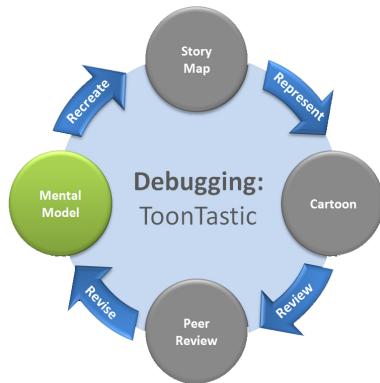 Story
Map
Recreate
Represent
Mental
Model
Debugging:
ToonTastic
Cartoon
Revise
Review
Peer
Review